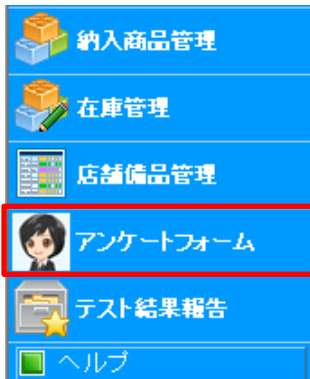 納入商品管理
在庫管理
店舗備品管理
アンケートフォーム
テスト結果報告
ヘルプ